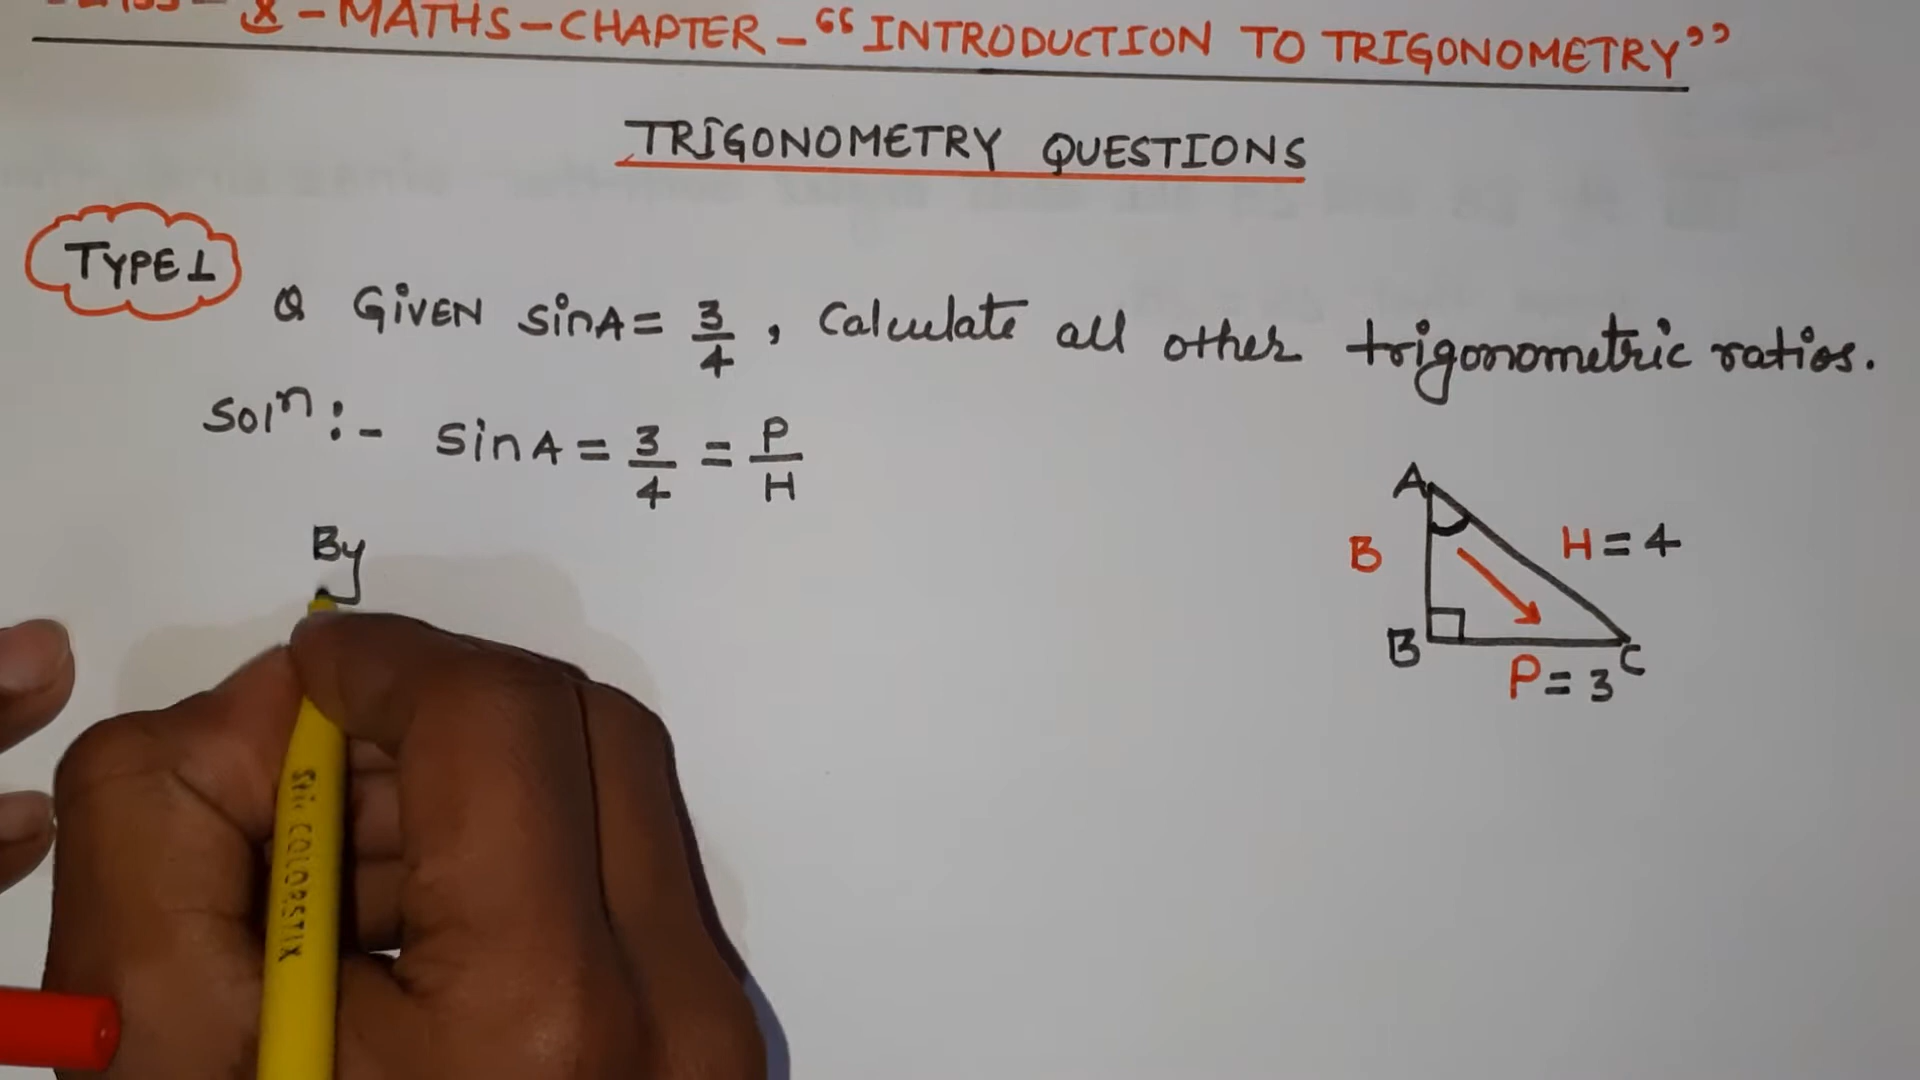 X - MATHS - CHAPTER - “INTRODUCTION TO TRIGONOMETRY”
TRIGONOMETRY QUESTIONS
TYPE 1
Q GIVEN sinA = 3/4, Calculate all other trigonometric ratios.
Solⁿ :- sinA = 3/4 = P/H
By
A
B
H = 4
B
C
P = 3
COLORSTIX